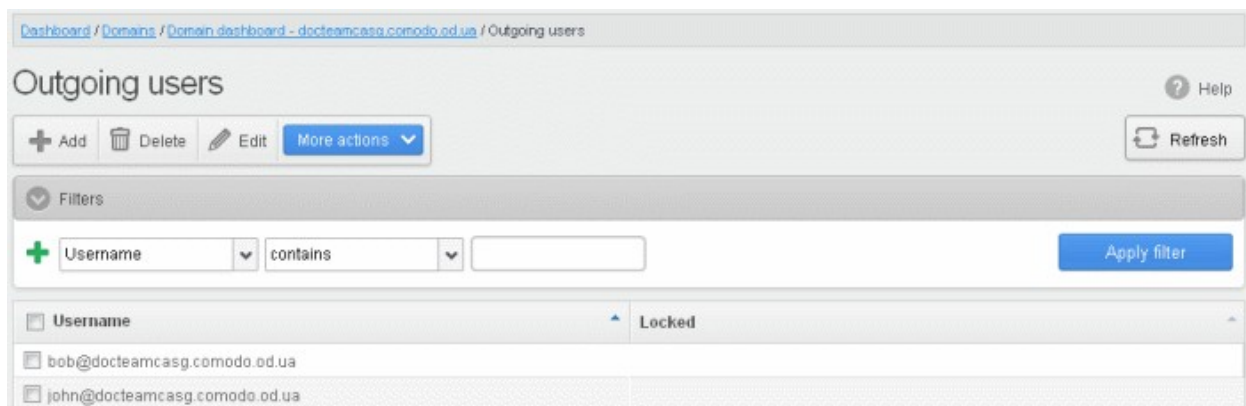 Dashboard / Domains / Domain dashboard - docteamcasg.comodo.od.ua / Outgoing users
Outgoing users
Help
Add Delete Edit More actions
Refresh
Filters
Username contains Apply filter
Username Locked
bob@docteamcasg.comodo.od.ua
john@docteamcasg.comodo.od.ua